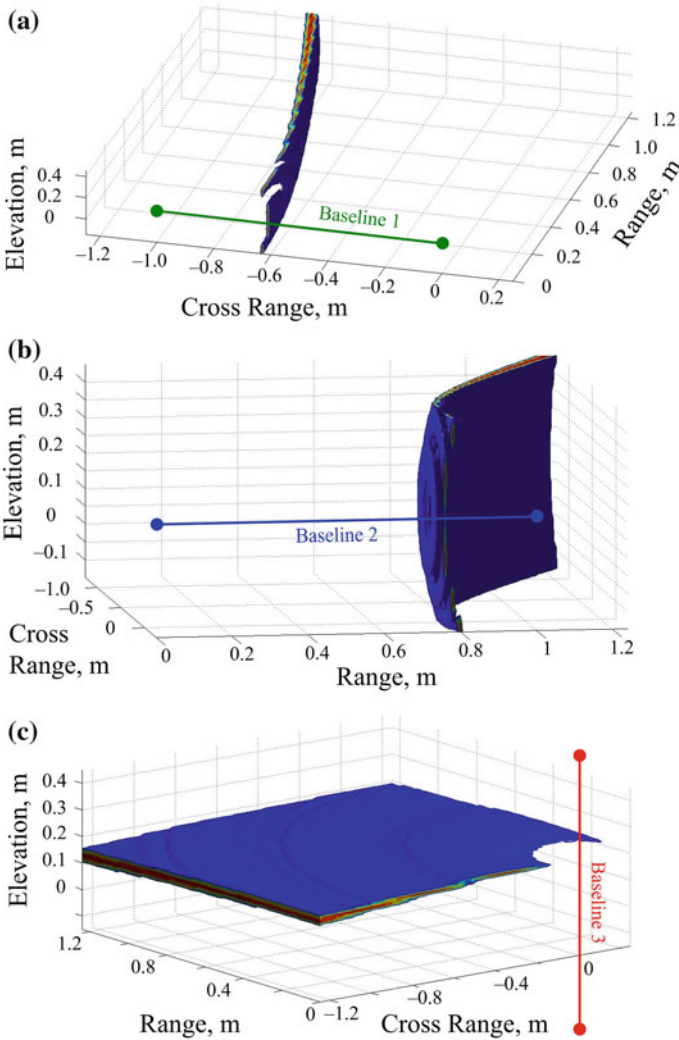 (a)
0.4
0.2
0
Elevation, m
Baseline 1
–1.2
–1.0
–0.8
–0.6
–0.4
–0.2
0
0.2
Cross Range, m
0
0.2
0.4
0.6
0.8
1.0
1.2
Range, m
(b)
0.4
0.3
0.2
0.1
0
–0.1
Elevation, m
Baseline 2
–1.0
–0.5
0
Cross
Range, m
0
0.2
0.4
0.6
0.8
1
1.2
Range, m
(c)
0.4
0.3
0.2
0.1
0
Elevation, m
Baseline 3
1.2
0.8
0.4
0
Range, m
–1.2
–0.8
–0.4
0
Cross Range, m